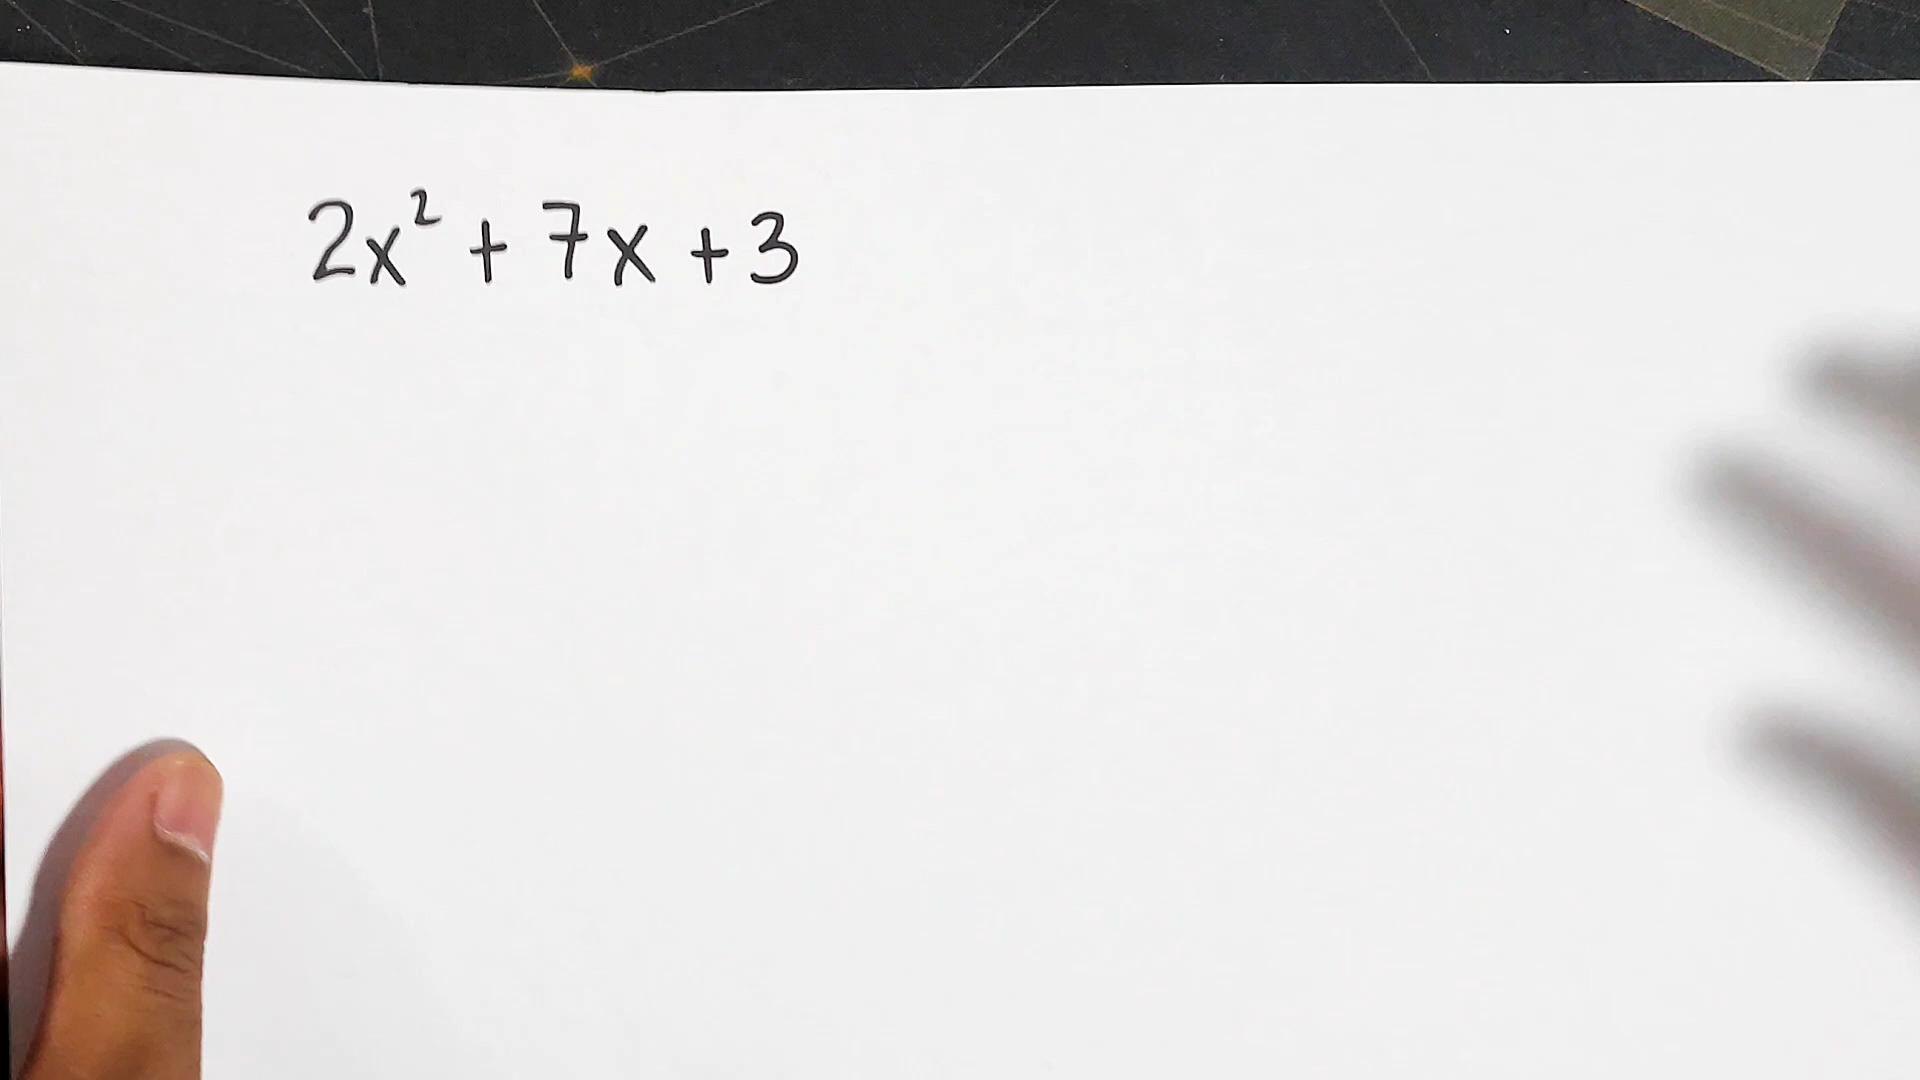 2x² + 7x + 3